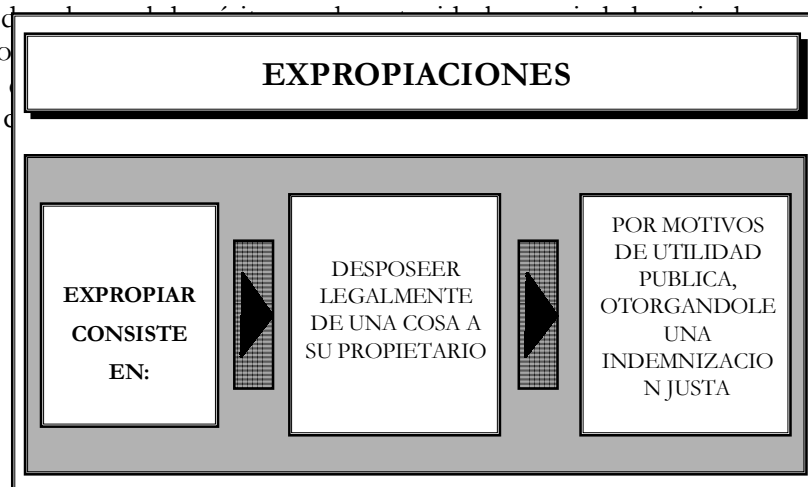 EXPROPIACIONES
EXPROPIAR
CONSISTE
EN:
DESPOSEER
LEGALMENTE
DE UNA COSA A
SU PROPIETARIO
POR MOTIVOS
DE UTILIDAD
PUBLICA,
OTORGANDOLE
UNA
INDEMNIZACIO
N JUSTA